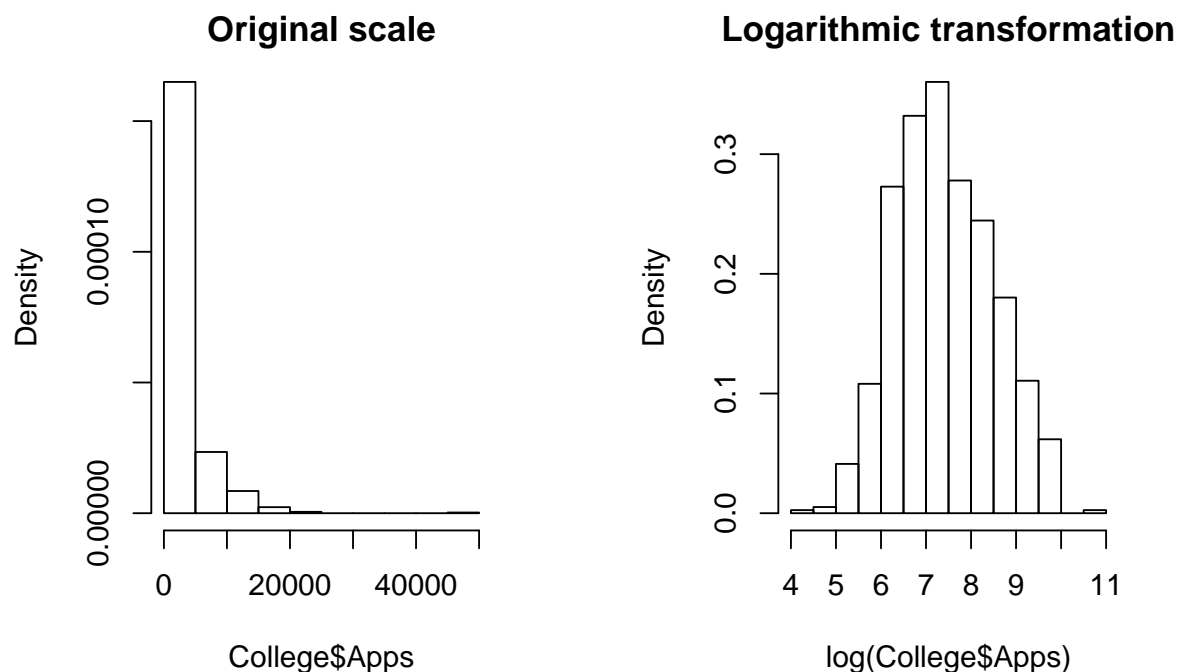 Original scale
Density
0.00000
0.00010
0
20000
40000
College$Apps
Logarithmic transformation
Density
0.0
0.1
0.2
0.3
4
5
6
7
8
9
11
log(College$Apps)